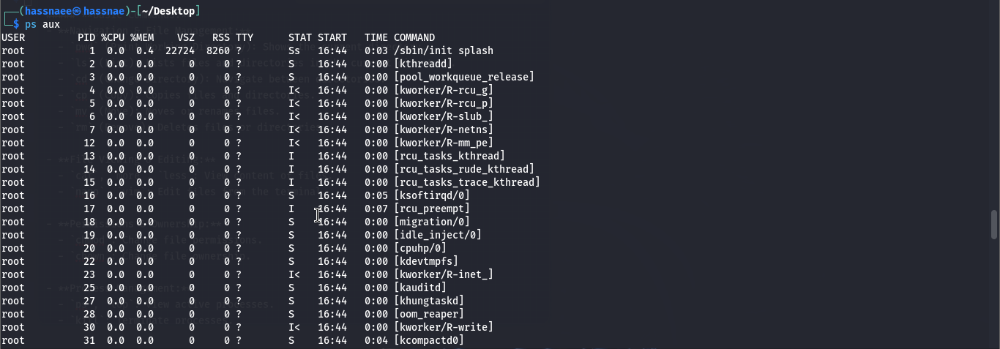 ┌──(hassnaee㉿hassnae)-[~/Desktop]
└─$ ps aux
USER PID %CPU %MEM VSZ RSS TTY STAT START TIME COMMAND
root 1 0.0 0.4 22724 8260 ? Ss 16:44 0:03 /sbin/init splash
root 2 0.0 0.0 0 0 ? S 16:44 0:00 [kthreadd]
root 3 0.0 0.0 0 0 ? S 16:44 0:00 [pool_workqueue_release]
root 4 0.0 0.0 0 0 ? I< 16:44 0:00 [kworker/R-rcu_g]
root 5 0.0 0.0 0 0 ? I< 16:44 0:00 [kworker/R-rcu_p]
root 6 0.0 0.0 0 0 ? I< 16:44 0:00 [kworker/R-slub_]
root 7 0.0 0.0 0 0 ? I< 16:44 0:00 [kworker/R-netns]
root 12 0.0 0.0 0 0 ? I< 16:44 0:00 [kworker/R-mm_pe]
root 13 0.0 0.0 0 0 ? I 16:44 0:00 [rcu_tasks_kthread]
root 14 0.0 0.0 0 0 ? I 16:44 0:00 [rcu_tasks_rude_kthread]
root 15 0.0 0.0 0 0 ? I 16:44 0:00 [rcu_tasks_trace_kthread]
root 16 0.0 0.0 0 0 ? S 16:44 0:05 [ksoftirqd/0]
root 17 0.0 0.0 0 0 ? I 16:44 0:07 [rcu_preempt]
root 18 0.0 0.0 0 0 ? S 16:44 0:00 [migration/0]
root 19 0.0 0.0 0 0 ? S 16:44 0:00 [idle_inject/0]
root 20 0.0 0.0 0 0 ? S 16:44 0:00 [cpuhp/0]
root 22 0.0 0.0 0 0 ? S 16:44 0:00 [kdevtmpfs]
root 23 0.0 0.0 0 0 ? I< 16:44 0:00 [kworker/R-inet_]
root 25 0.0 0.0 0 0 ? S 16:44 0:00 [kauditd]
root 27 0.0 0.0 0 0 ? S 16:44 0:00 [khungtaskd]
root 28 0.0 0.0 0 0 ? S 16:44 0:00 [oom_reaper]
root 30 0.0 0.0 0 0 ? I< 16:44 0:00 [kworker/R-write]
root 31 0.0 0.0 0 0 ? S 16:44 0:04 [kcompactd0]